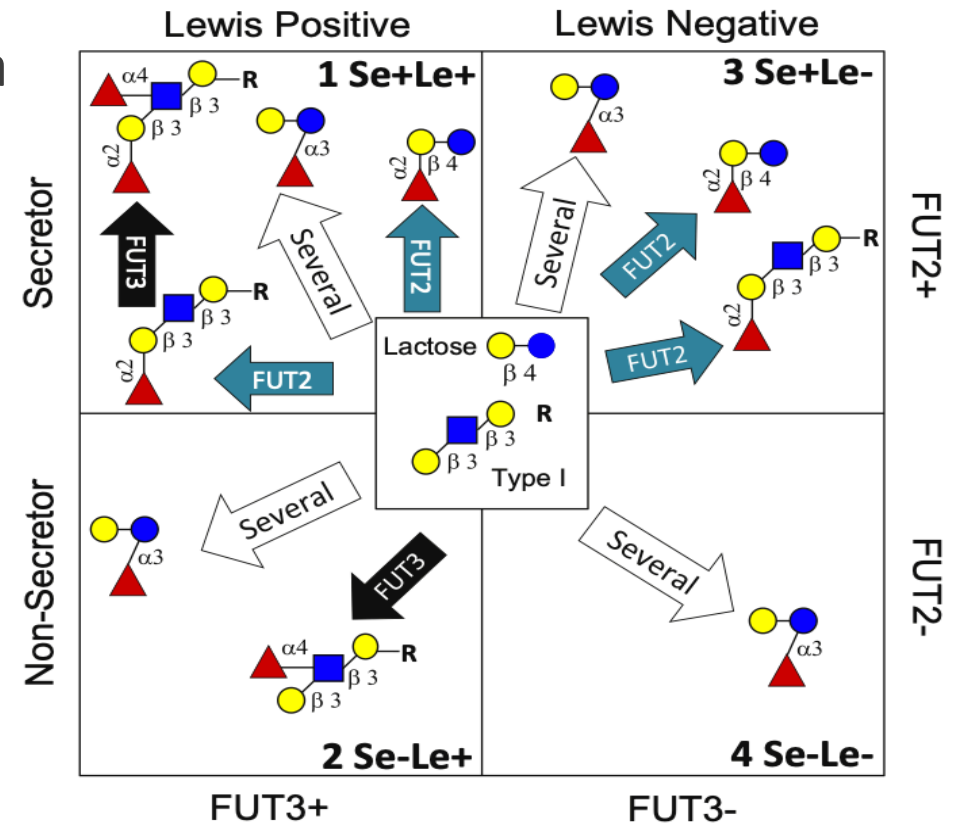 n
Lewis Positive
Lewis Negative
Secretor
Non-Secretor
FUT2+
FUT2-
FUT3+
FUT3-
1 Se+Le+
α4
R
β 3
β 3
α2
α3
α2
β 4
FUT3
Several
FUT2
R
β 3
β 3
α2
FUT2
3 Se+Le-
α3
α2
β 4
Several
FUT2
R
β 3
β 3
α2
FUT2
Lactose
β 4
R
β 3
β 3
Type I
Several
α3
FUT3
α4
R
β 3
β 3
2 Se-Le+
Several
α3
4 Se-Le-